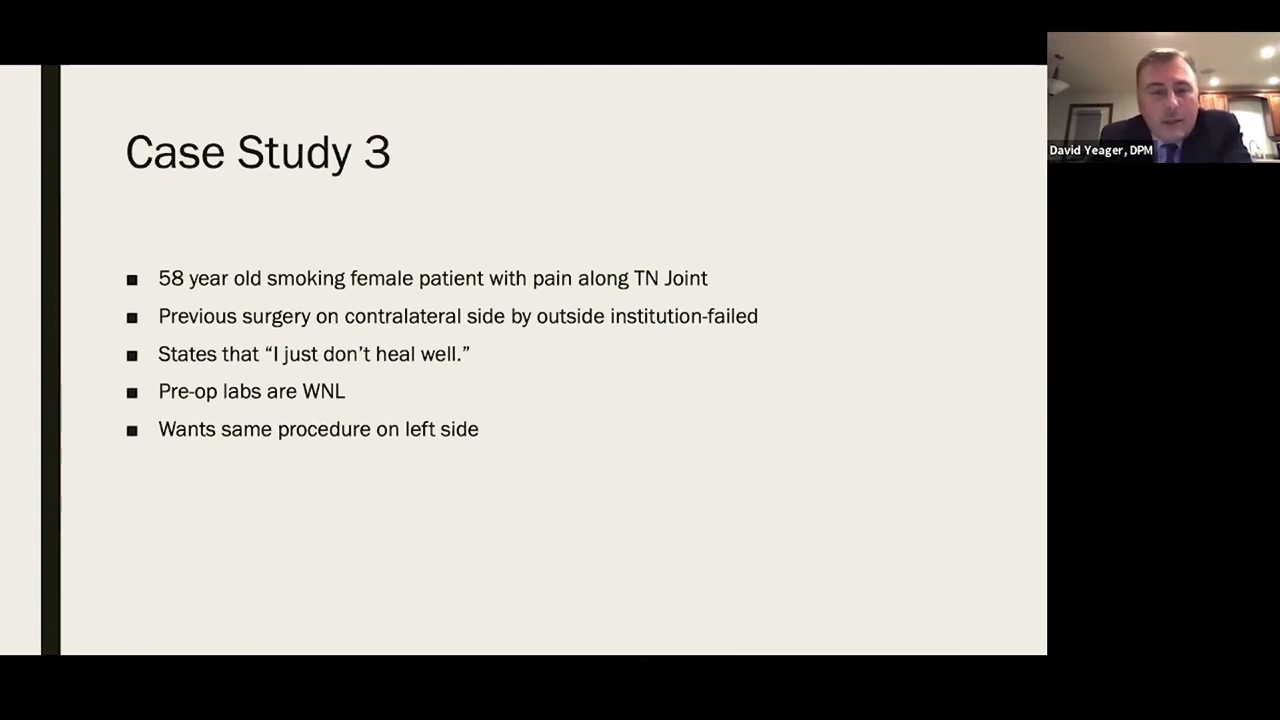 Case Study 3
58 year old smoking female patient with pain along TN Joint
Previous surgery on contralateral side by outside institution-failed
States that “I just don’t heal well.”
Pre-op labs are WNL
Wants same procedure on left side
David Yeager, DPM